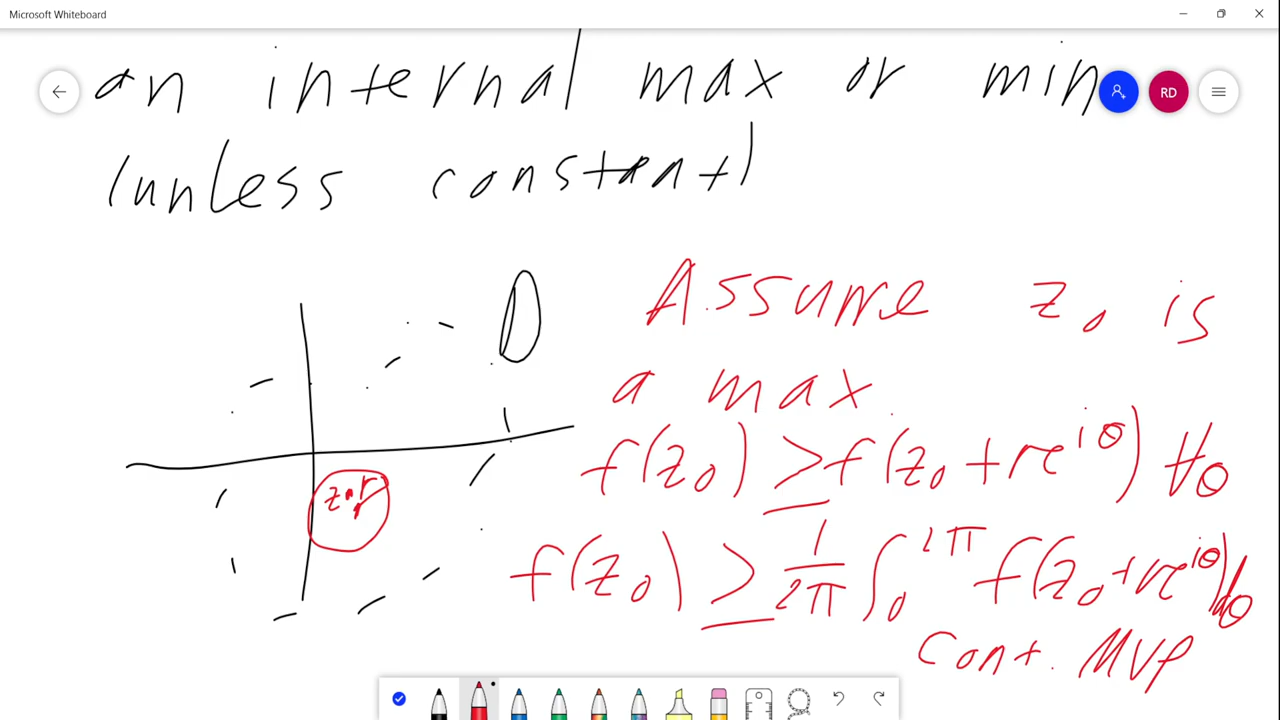 Microsoft Whiteboard
an internal max or min
RD
(unless constant)
D
Assume z₀ is
a max.
f(z₀) ≥ f(z₀ + re^{iθ}) ∀θ
z₀ r
f(z₀) ≥ 1/2π ∫₀^{2π} f(z₀+re^{iθ})dθ
Cont. MVP